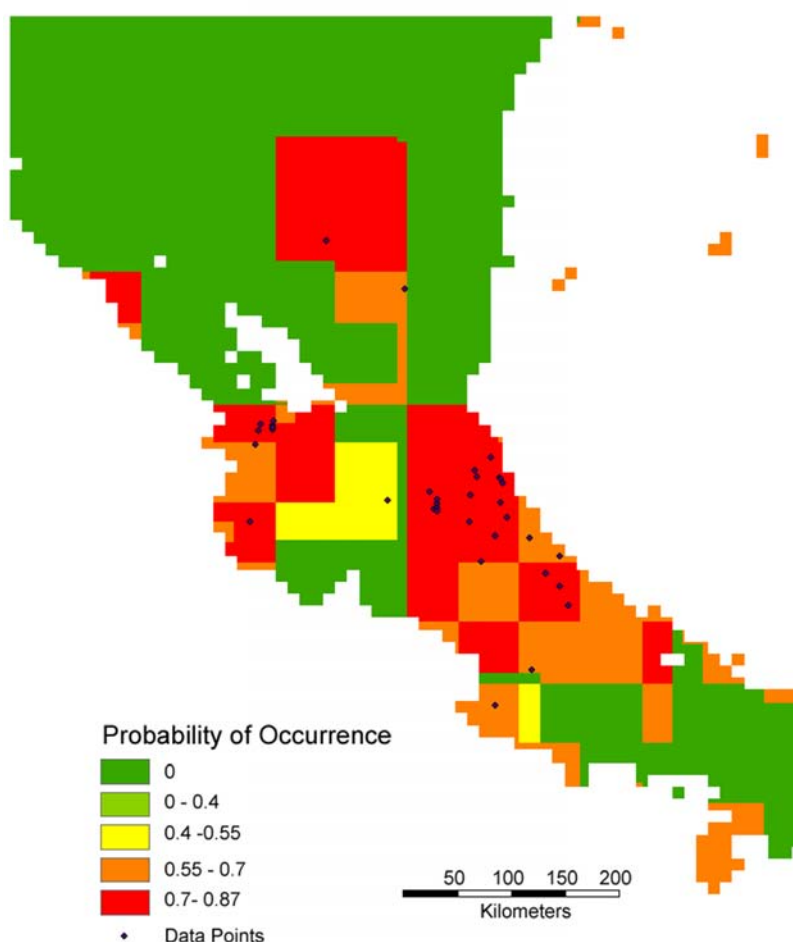 Probability of Occurrence
0
0 - 0.4
0.4 -0.55
0.55 - 0.7
0.7- 0.87
Data Points
50 100 150 200
Kilometers